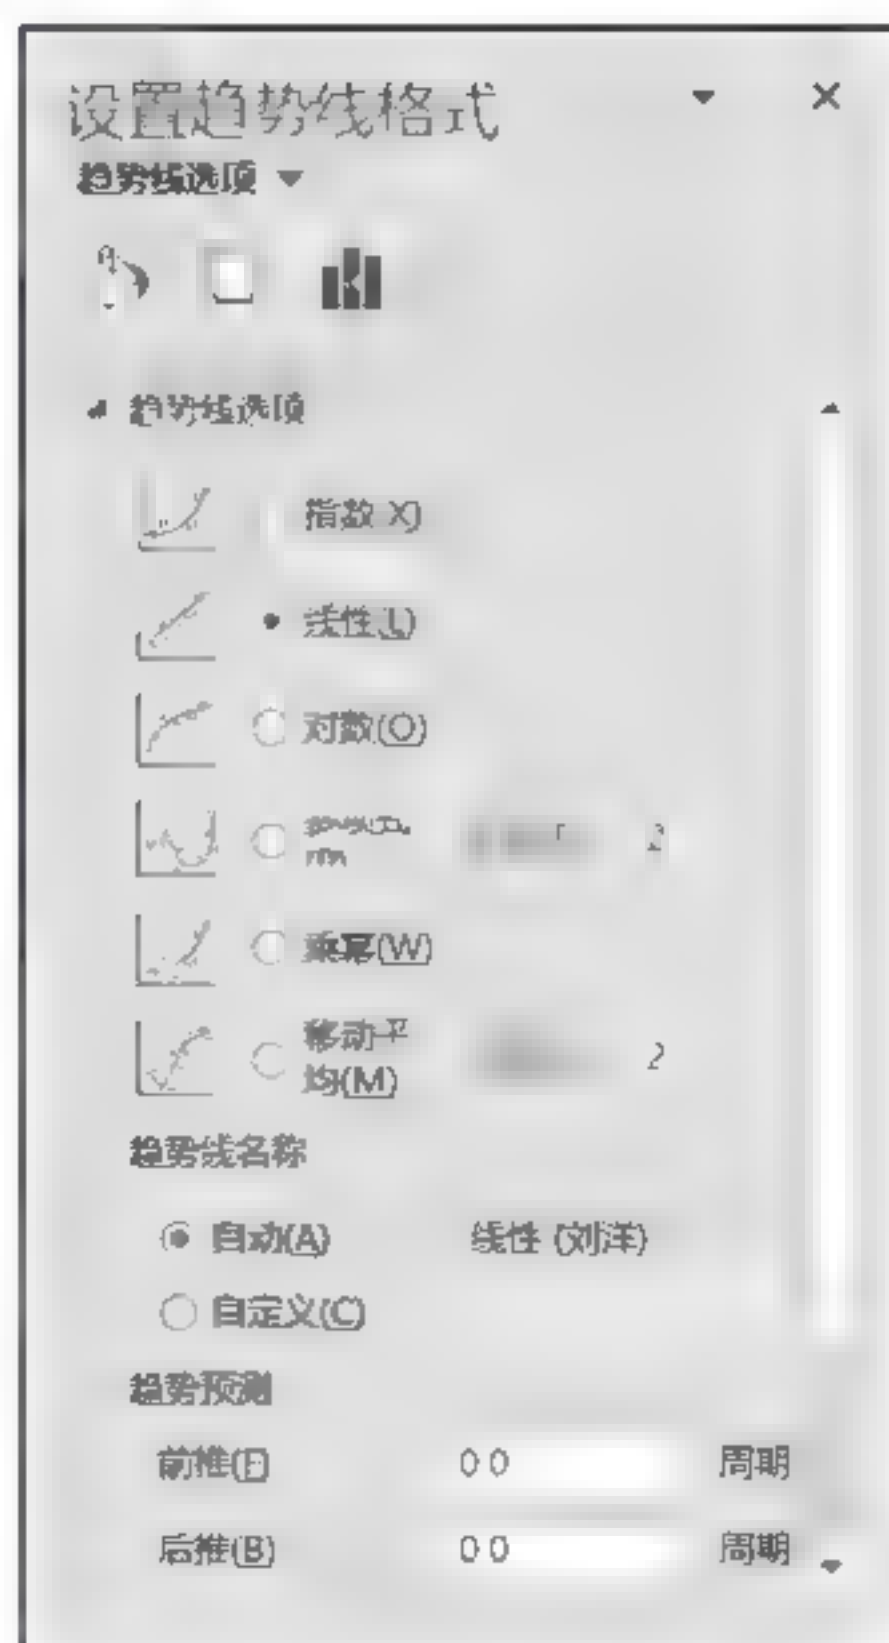 设置趋势线格式
趋势线选项
趋势线选项
指数 X)
线性(L)
对数(O)
2
乘幂(W)
移动平
均(M) 2
趋势线名称
自动(A) 线性 (刘洋)
自定义(C)
趋势预测
前推(F) 0 0 周期
后推(B) 0 0 周期